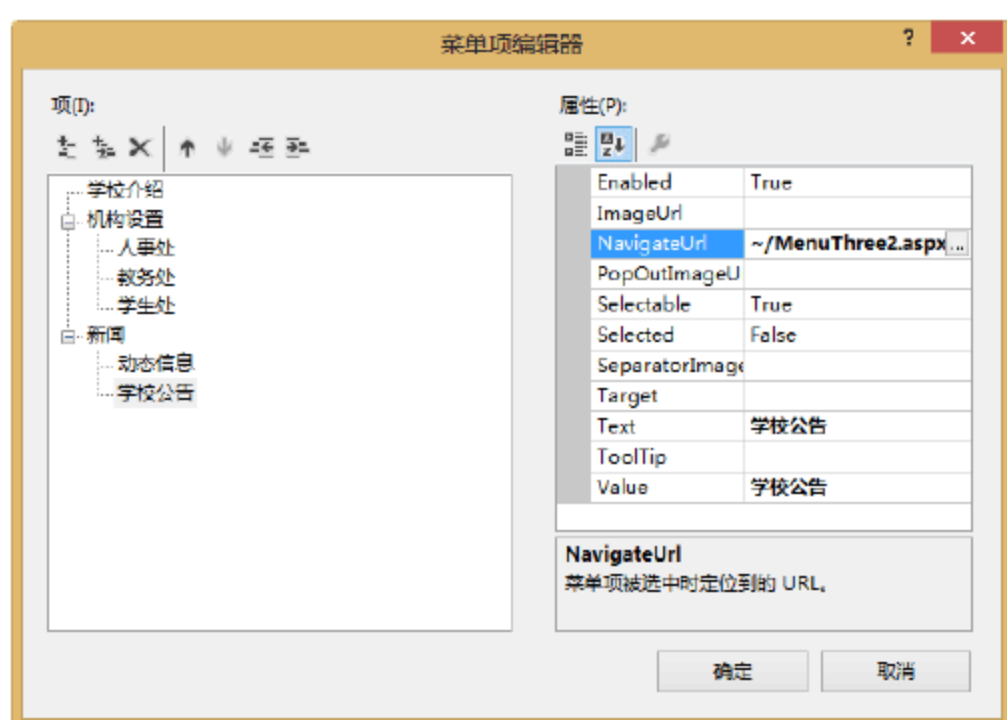 菜单项编辑器
?
×
项(I):
学校介绍
机构设置
人事处
教务处
学生处
新闻
动态信息
学校公告
属性(P):
Enabled True
ImageUrl
NavigateUrl ~/MenuThree2.aspx ...
PopOutImageU
Selectable True
Selected False
SeparatorImage
Target
Text 学校公告
ToolTip
Value 学校公告
NavigateUrl
菜单项被选中时定位到的 URL。
确定 取消